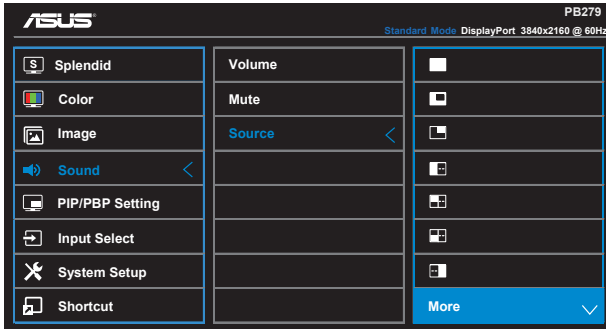 ASUS
PB279
Standard Mode DisplayPort 3840x2160 @ 60Hz
S Splendid
Color
Image
Sound
PIP/PBP Setting
Input Select
System Setup
Shortcut
Volume
Mute
Source
More